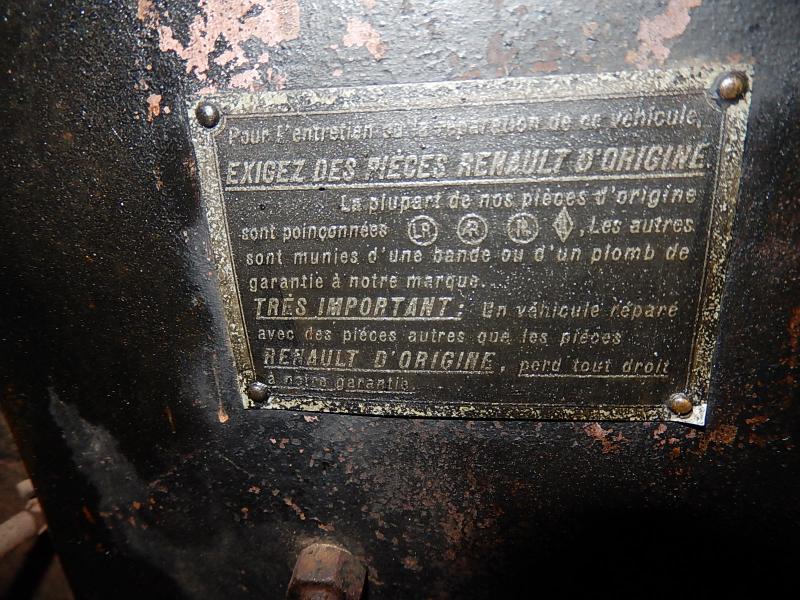 Pour l'entretien ou la réparation de ce véhicule,
EXIGEZ DES PIÈCES RENAULT D'ORIGINE
La plupart de nos pièces d'origine
sont poinçonnées LR R , Les autres
sont munies d'une bande ou d'un plomb de
garantie à notre marque.
TRÈS IMPORTANT: Un véhicule réparé
avec des pièces autres que les pièces
RENAULT D'ORIGINE, perd tout droit
à notre garantie.